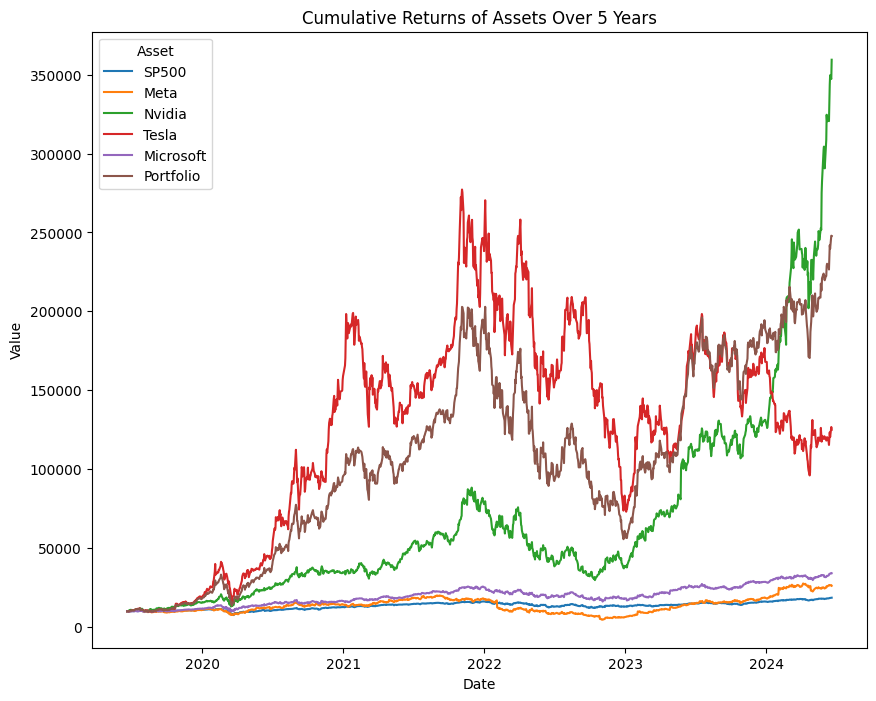 Cumulative Returns of Assets Over 5 Years
Asset
SP500
Meta
Nvidia
Tesla
Microsoft
Portfolio
Value
350000
300000
250000
200000
150000
100000
50000
0
2020
2021
2022
2023
2024
Date